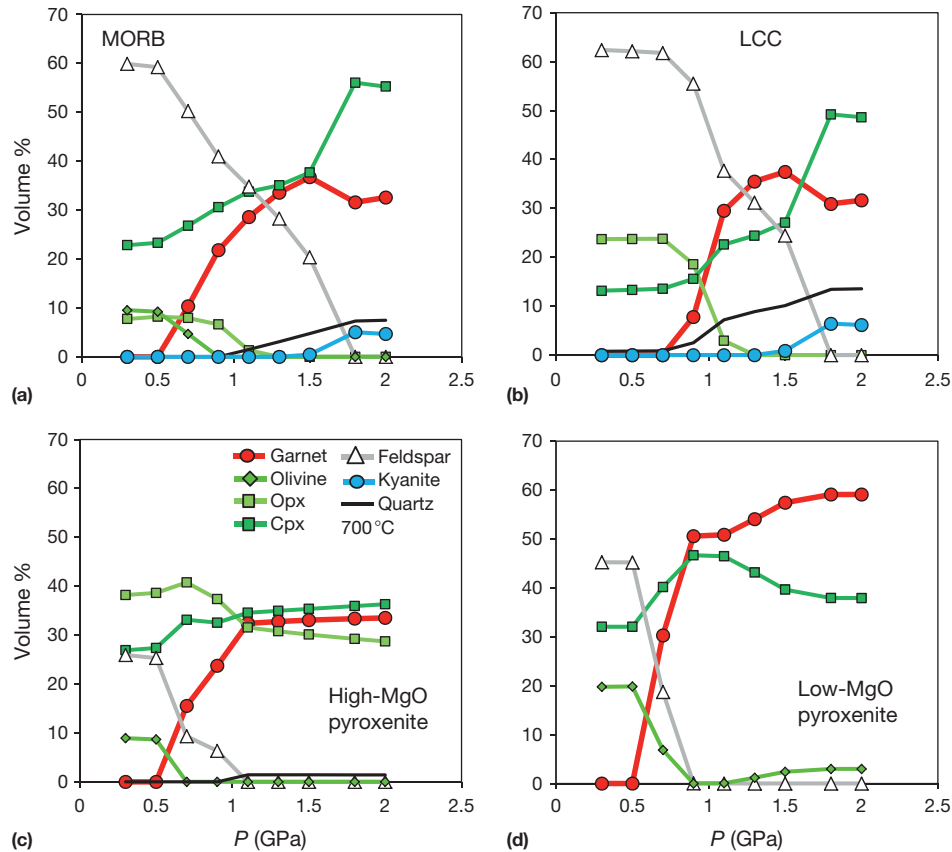 MORB
70
60
50
40
30
20
10
0
Volume %
0
0.5
1
1.5
2
2.5
(a)
LCC
70
60
50
40
30
20
10
0
0
0.5
1
1.5
2
2.5
(b)
70
60
50
40
30
20
10
0
Volume %
Garnet
Olivine
Opx
Cpx
Feldspar
Kyanite
Quartz
700 °C
High-MgO
pyroxenite
0
0.5
1
1.5
2
2.5
(c)
P (GPa)
70
60
50
40
30
20
10
0
Low-MgO
pyroxenite
0
0.5
1
1.5
2
2.5
(d)
P (GPa)